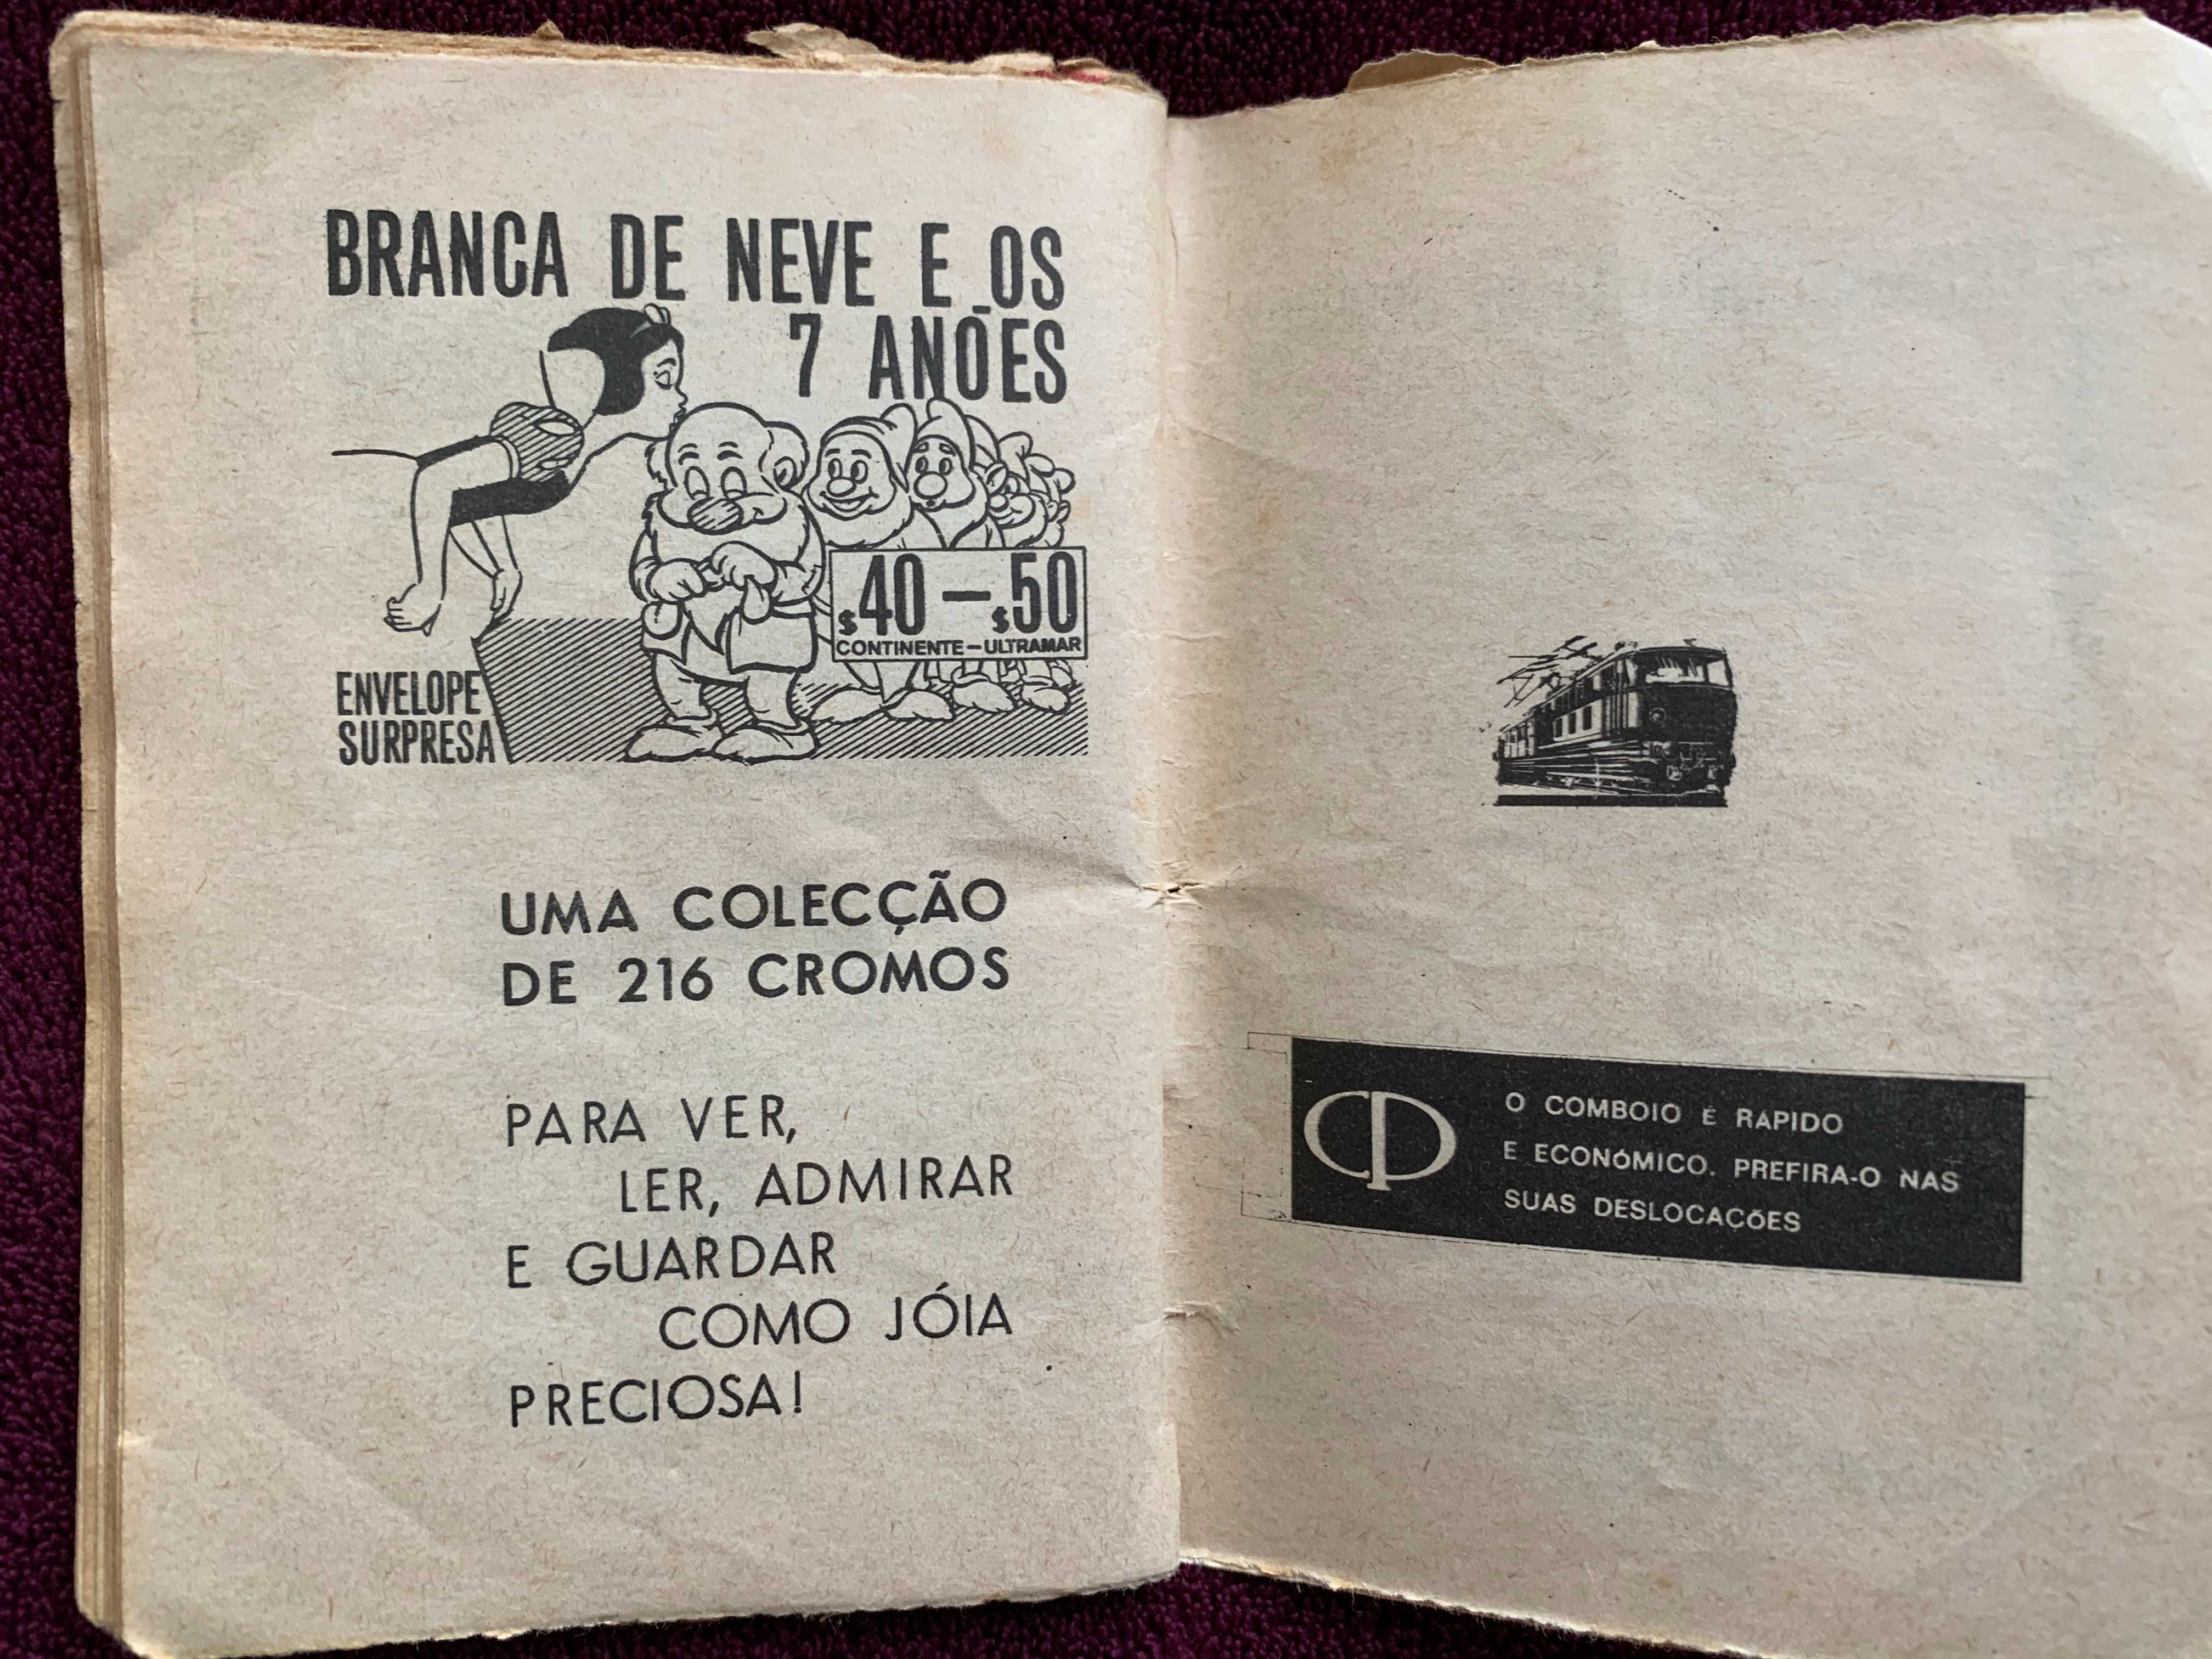 BRANCA DE NEVE E OS
7 ANÕES
$40 — $50
CONTINENTE — ULTRAMAR
ENVELOPE
SURPRESA
UMA COLECÇÃO
DE 216 CROMOS
PARA VER,
LER, ADMIRAR
E GUARDAR
COMO JÓIA
PRECIOSA!
CP
O COMBOIO É RAPIDO
E ECONÓMICO. PREFIRA-O NAS
SUAS DESLOCAÇÕES